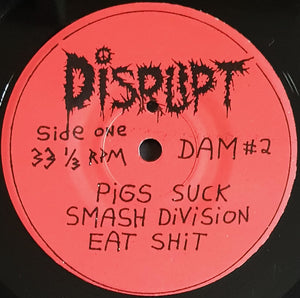 DISRUPT
Side one
33 1/3 RPM
DAM #2
PiGS SUCK
SMASH DiViSiON
EAT SHiT